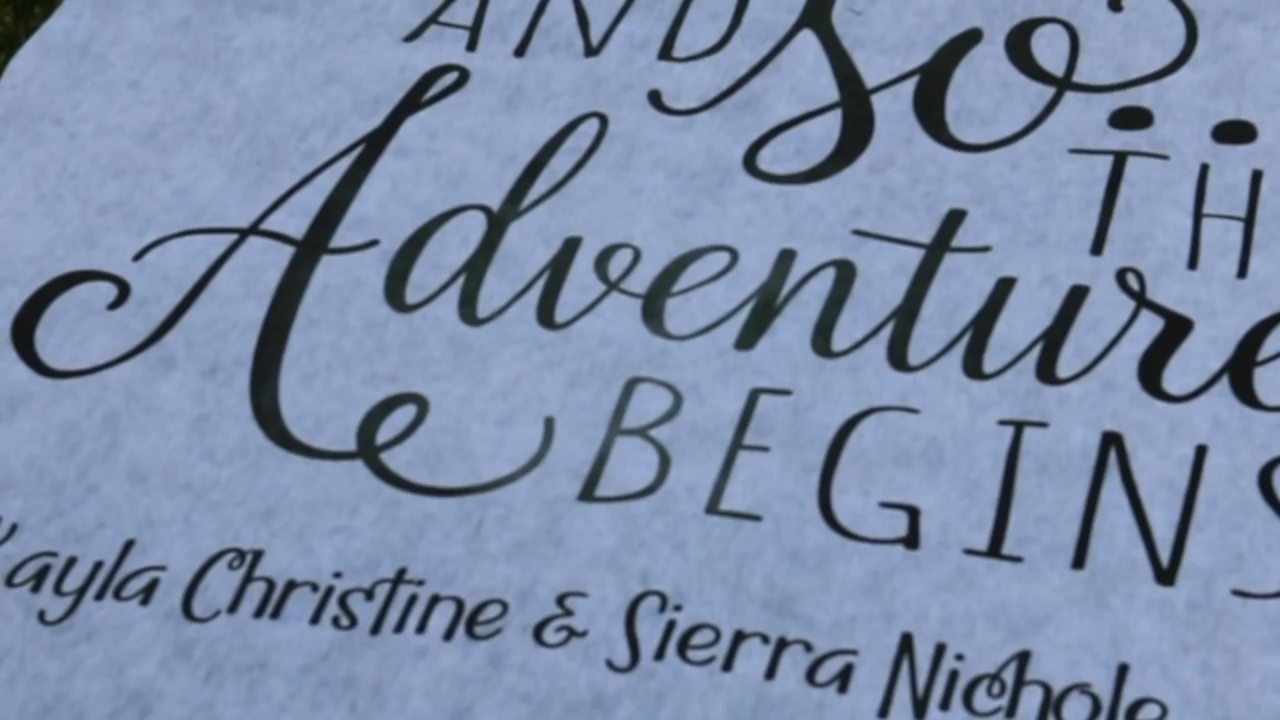 AND so
TH
Adventure
BEGINS
ayla Christine & Sierra Nichole